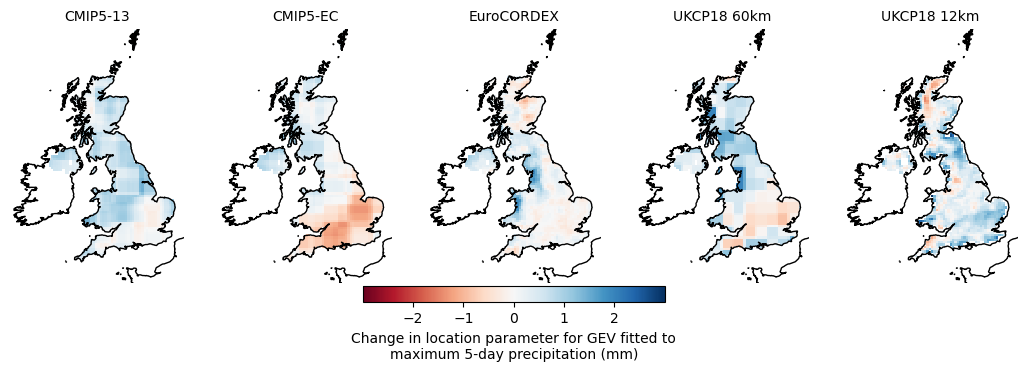 CMIP5-13
CMIP5-EC
EuroCORDEX
UKCP18 60km
UKCP18 12km
−2 −1 0 1 2
Change in location parameter for GEV fitted to
maximum 5-day precipitation (mm)